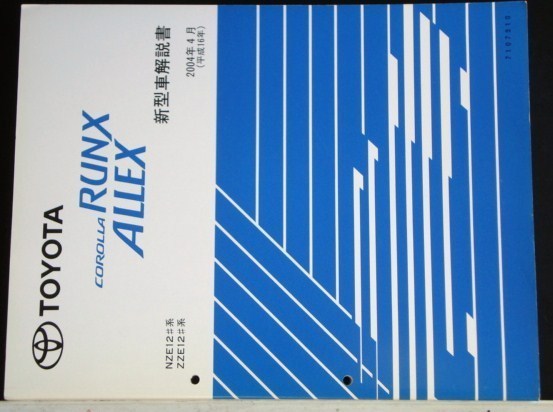 TOYOTA
COROLLA RUNX
ALLEX
新型車解説書
2004年4月
(平成16年)
NZE12#系
ZZE12#系